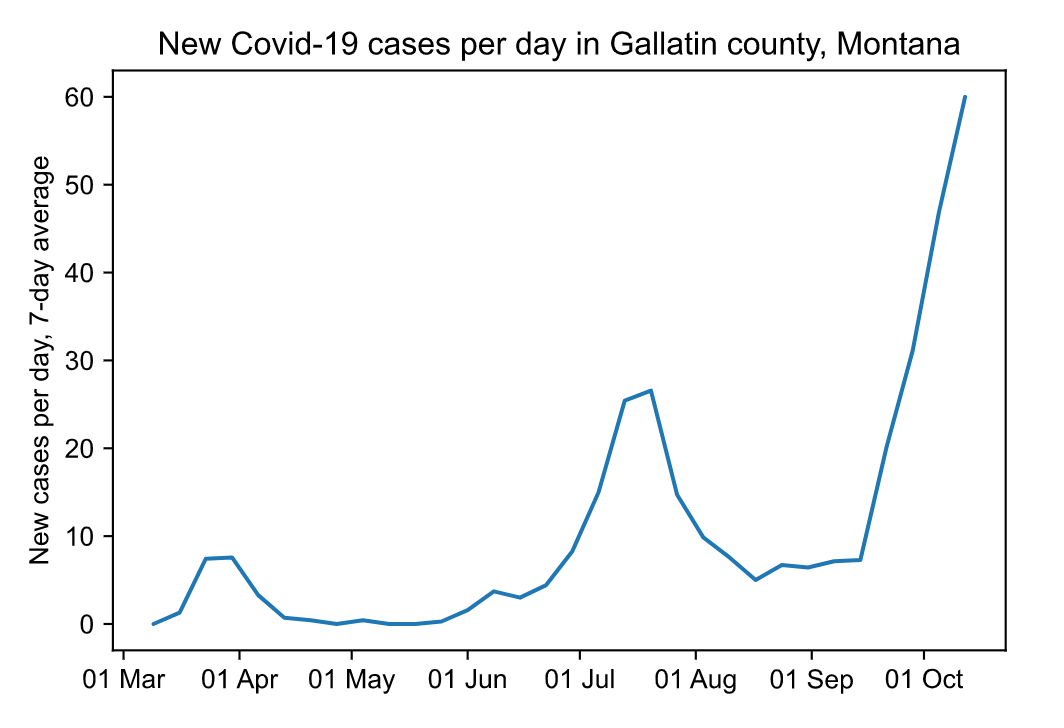 New Covid-19 cases per day in Gallatin county, Montana
New cases per day, 7-day average
60
50
40
30
20
10
0
01 Mar 01 Apr 01 May 01 Jun 01 Jul 01 Aug 01 Sep 01 Oct